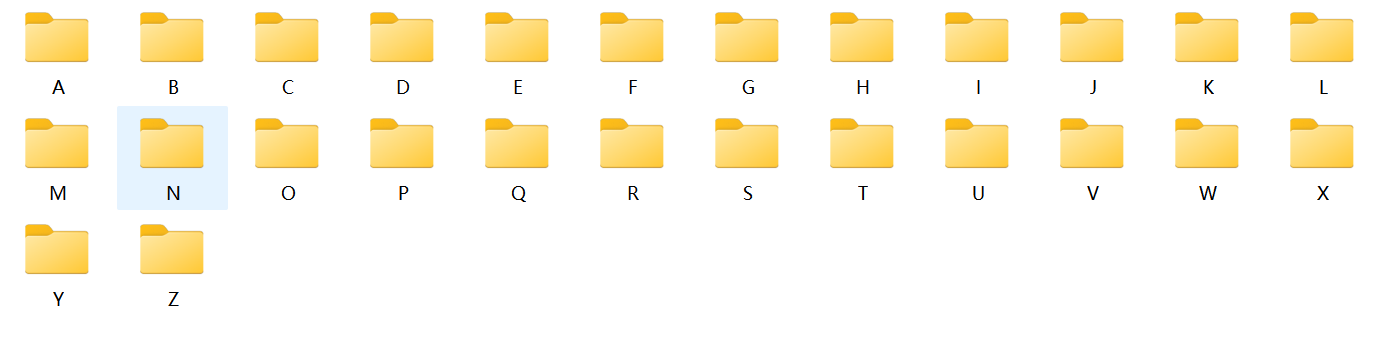 A B C D E F G H I J K L
M N O P Q R S T U V W X
Y Z